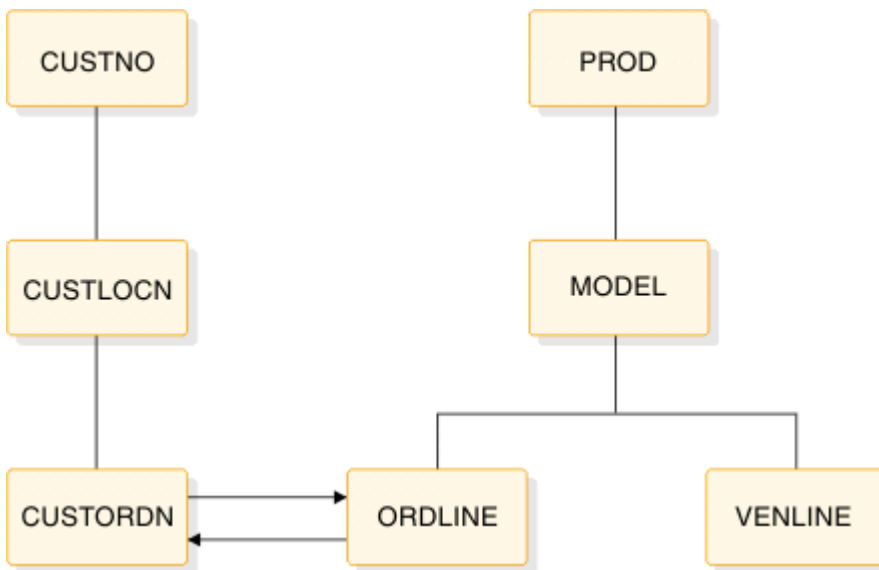 CUSTNO
PROD
CUSTLOCN
MODEL
CUSTORDN
ORDLINE
VENLINE